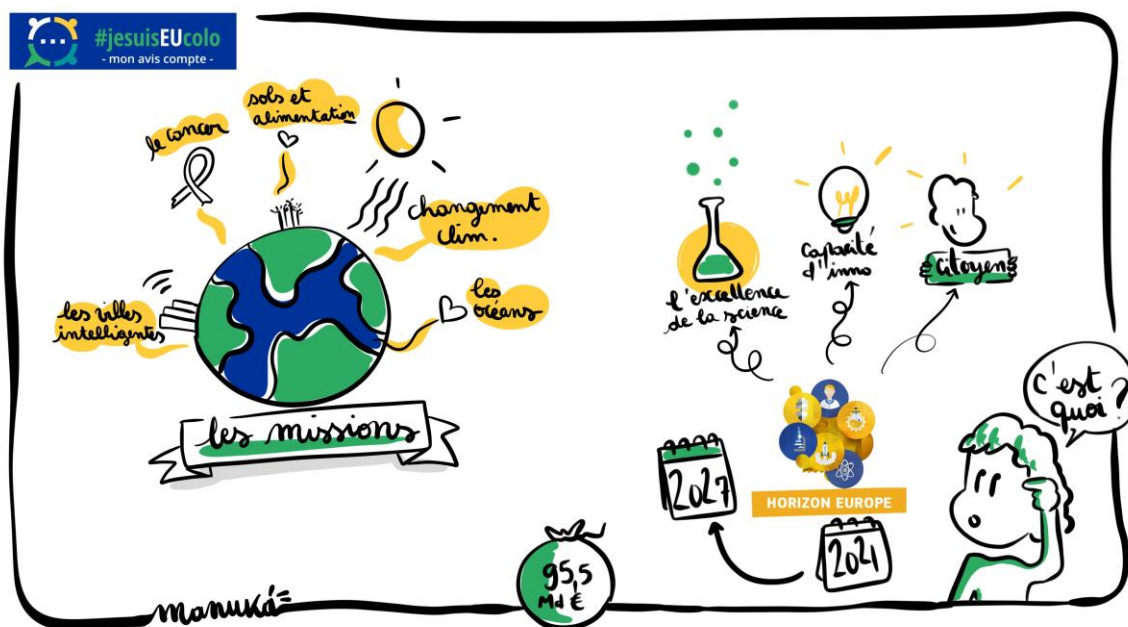 #jesuisEUcolo
- mon avis compte -
le cancer
sols et
alimentation
changement
clim.
les
océans
les villes
intelligentes
les missions
l'excellence
de la science
capacité
d'inno
citoyens
c'est
quoi ?
HORIZON EUROPE
2027
2021
95,5
Md €
manuká